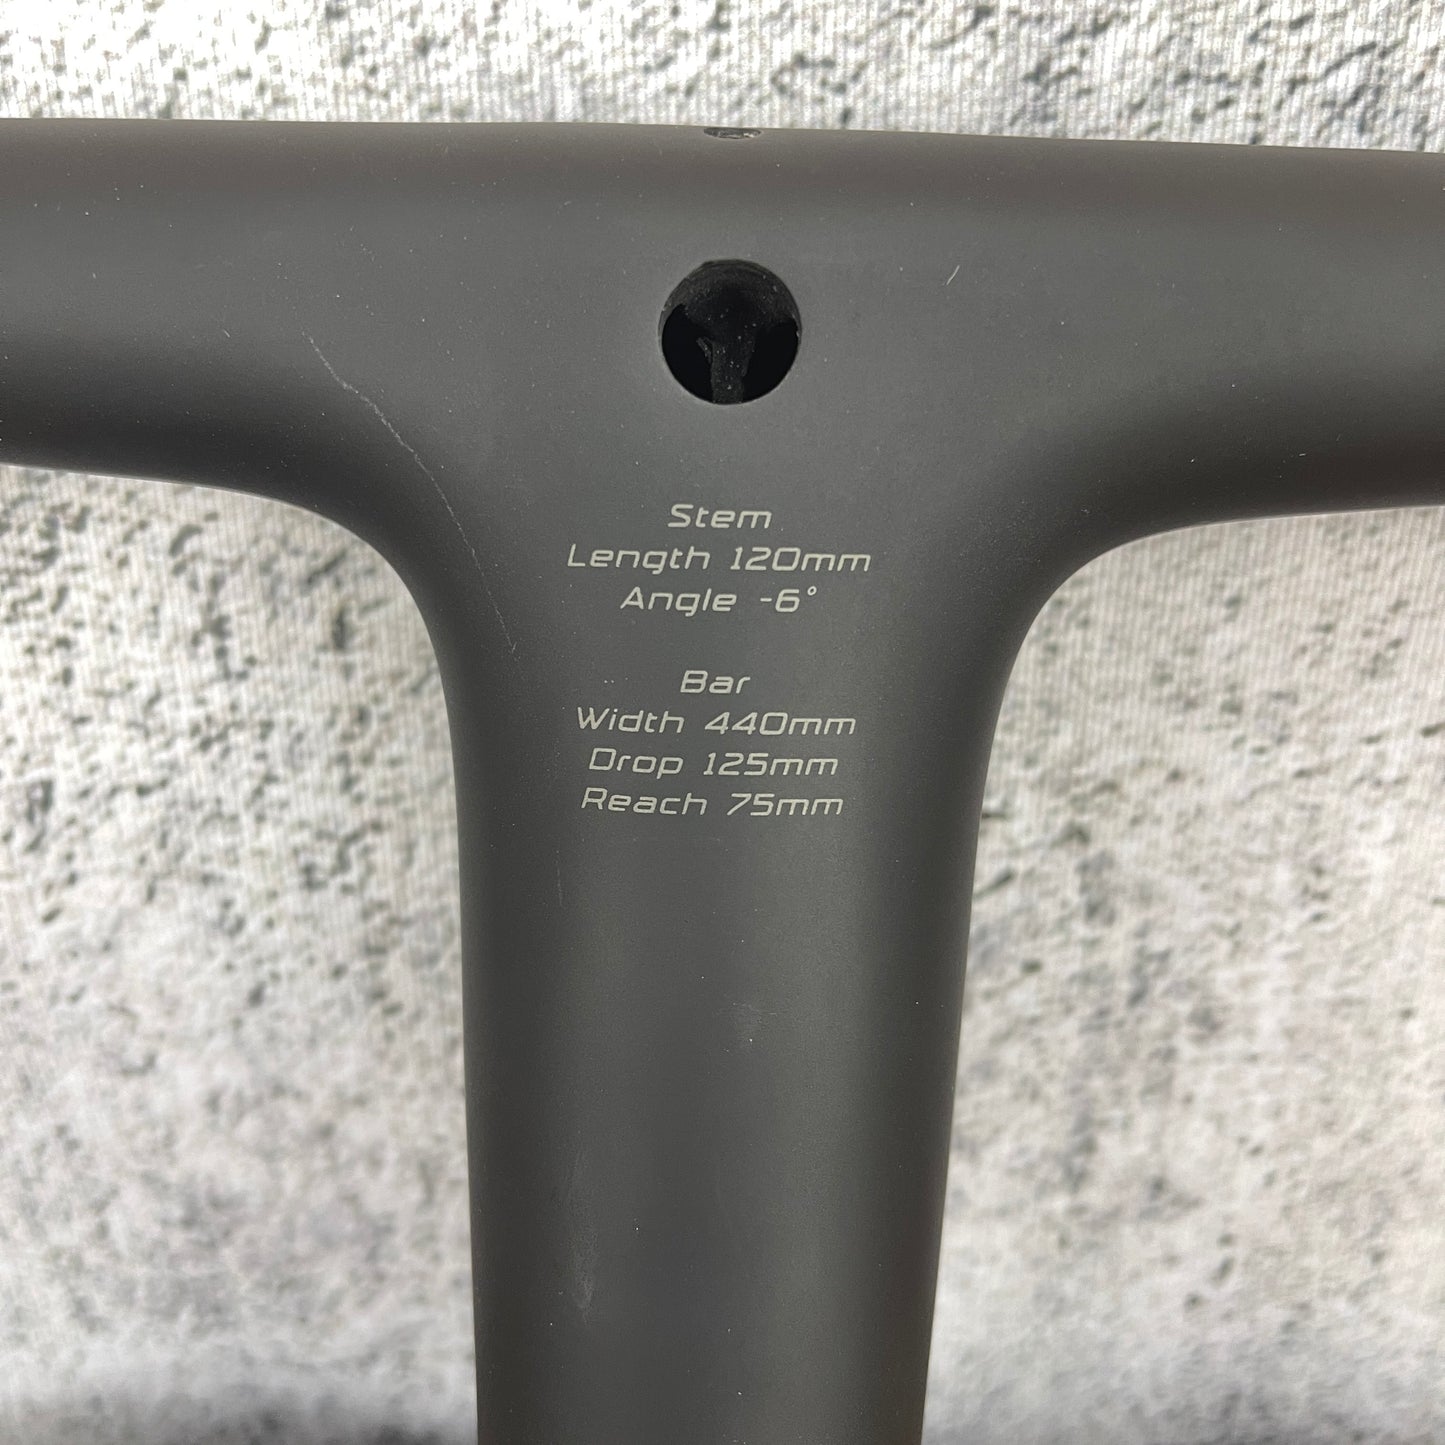 Stem
Length 120mm
Angle -6°
Bar
Width 440mm
Drop 125mm
Reach 75mm